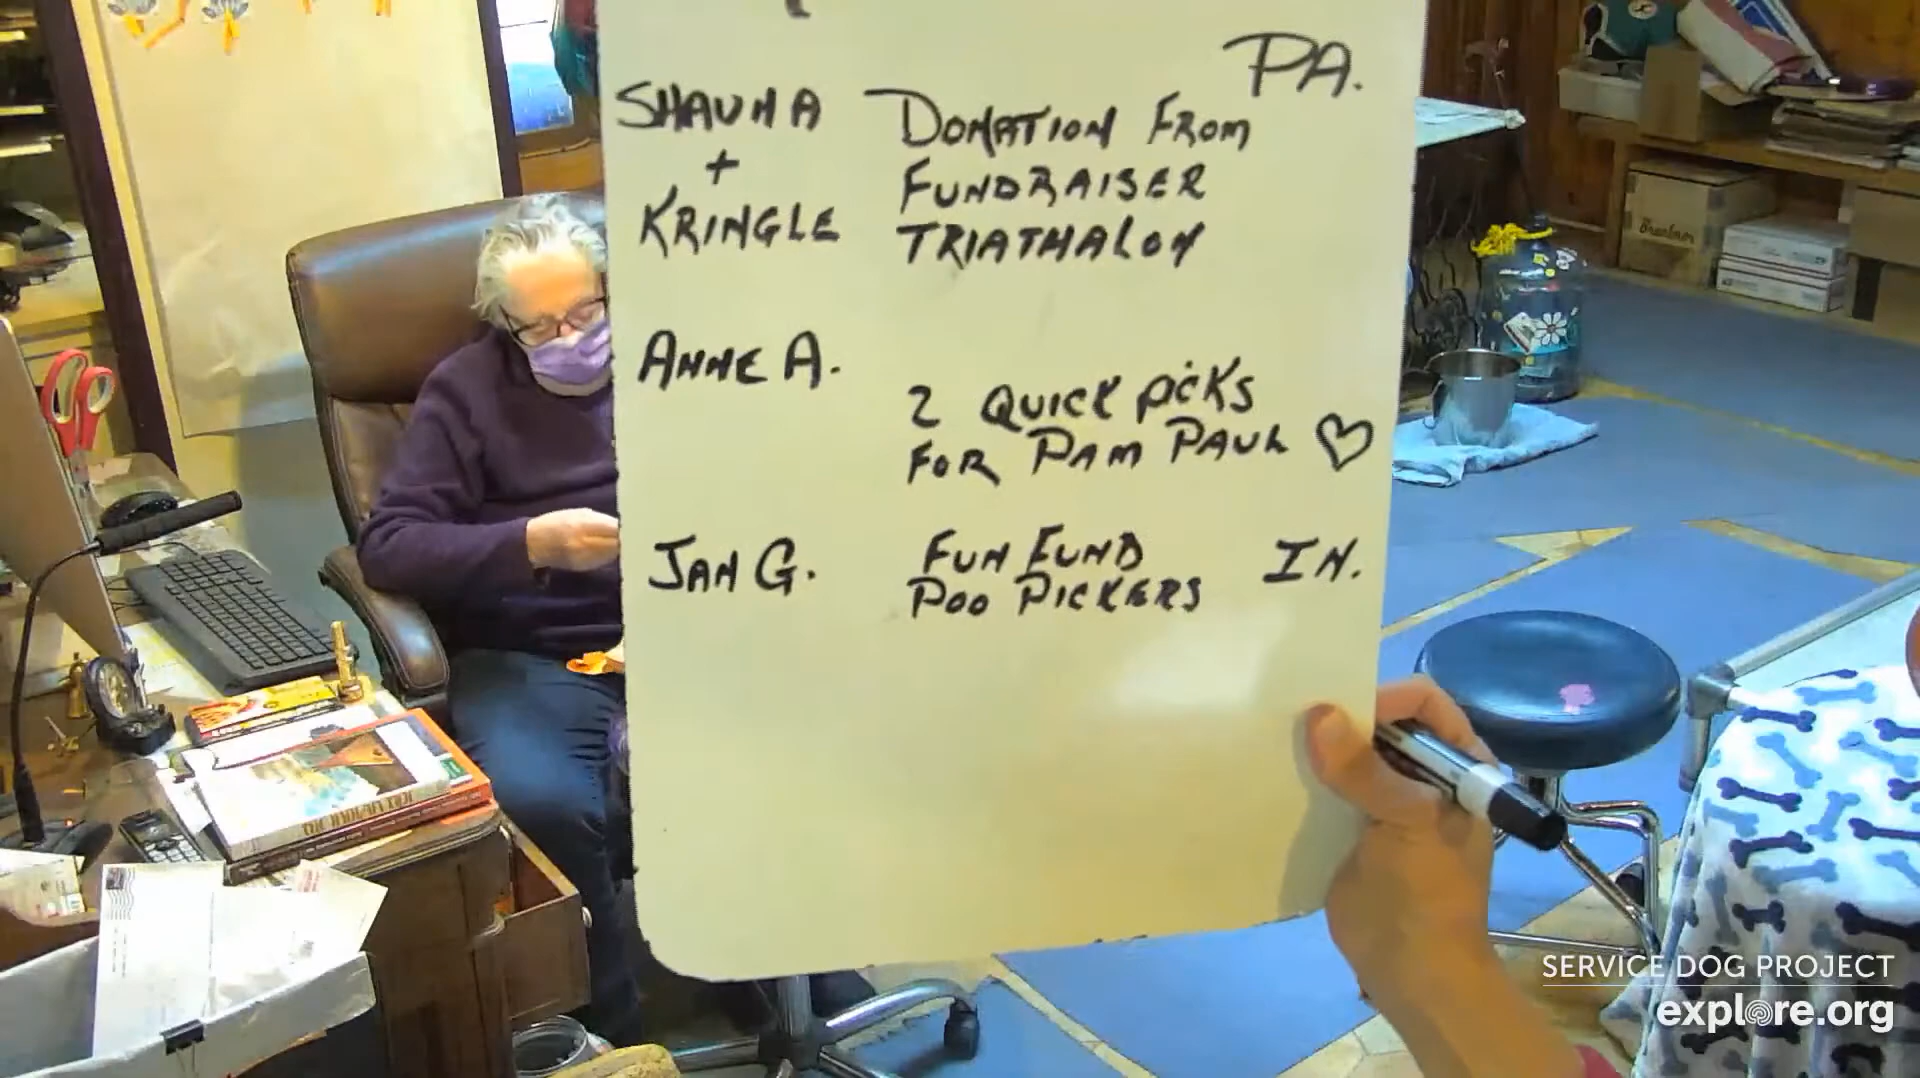 PA.
SHAUNA DONATION FROM
+ FUNDRAISER
KRINGLE TRIATHALON
ANNE A.
2 QUICK PICKS
FOR PAM PAUL ♡
JAN G. FUN FUND IN.
POO PICKERS
SERVICE DOG PROJECT
explore.org